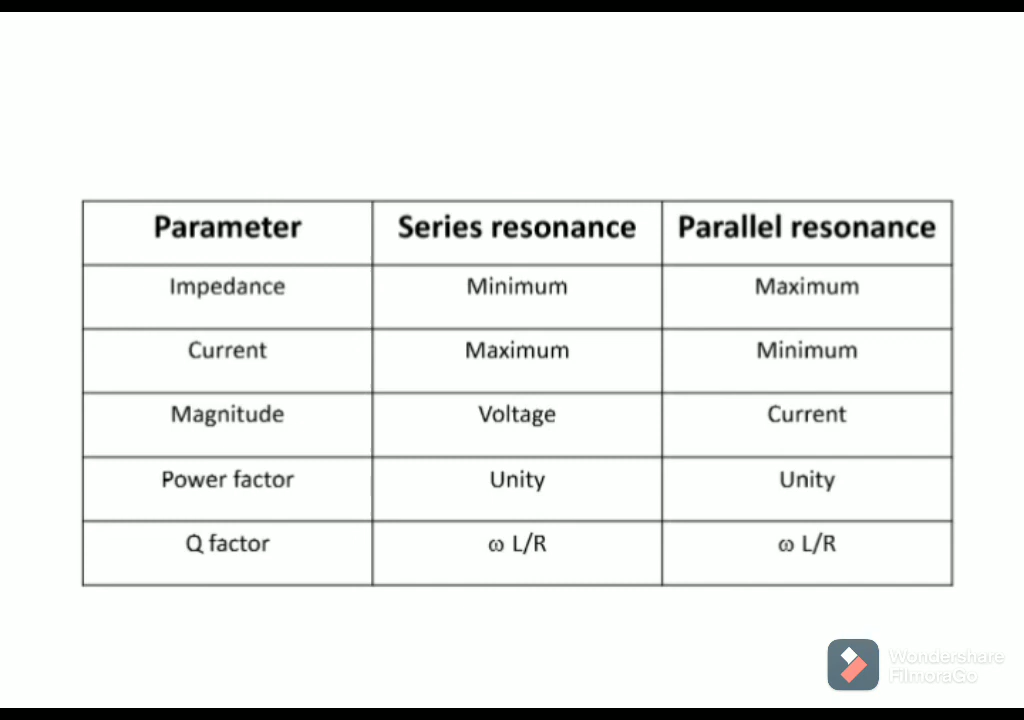 Parameter Series resonance Parallel resonance
Impedance Minimum Maximum
Current Maximum Minimum
Magnitude Voltage Current
Power factor Unity Unity
Q factor ω L/R ω L/R
Wondershare
FilmoraGo